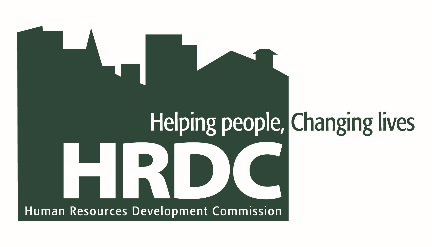 Helping people, Changing lives
HRDC
Human Resources Development Commission